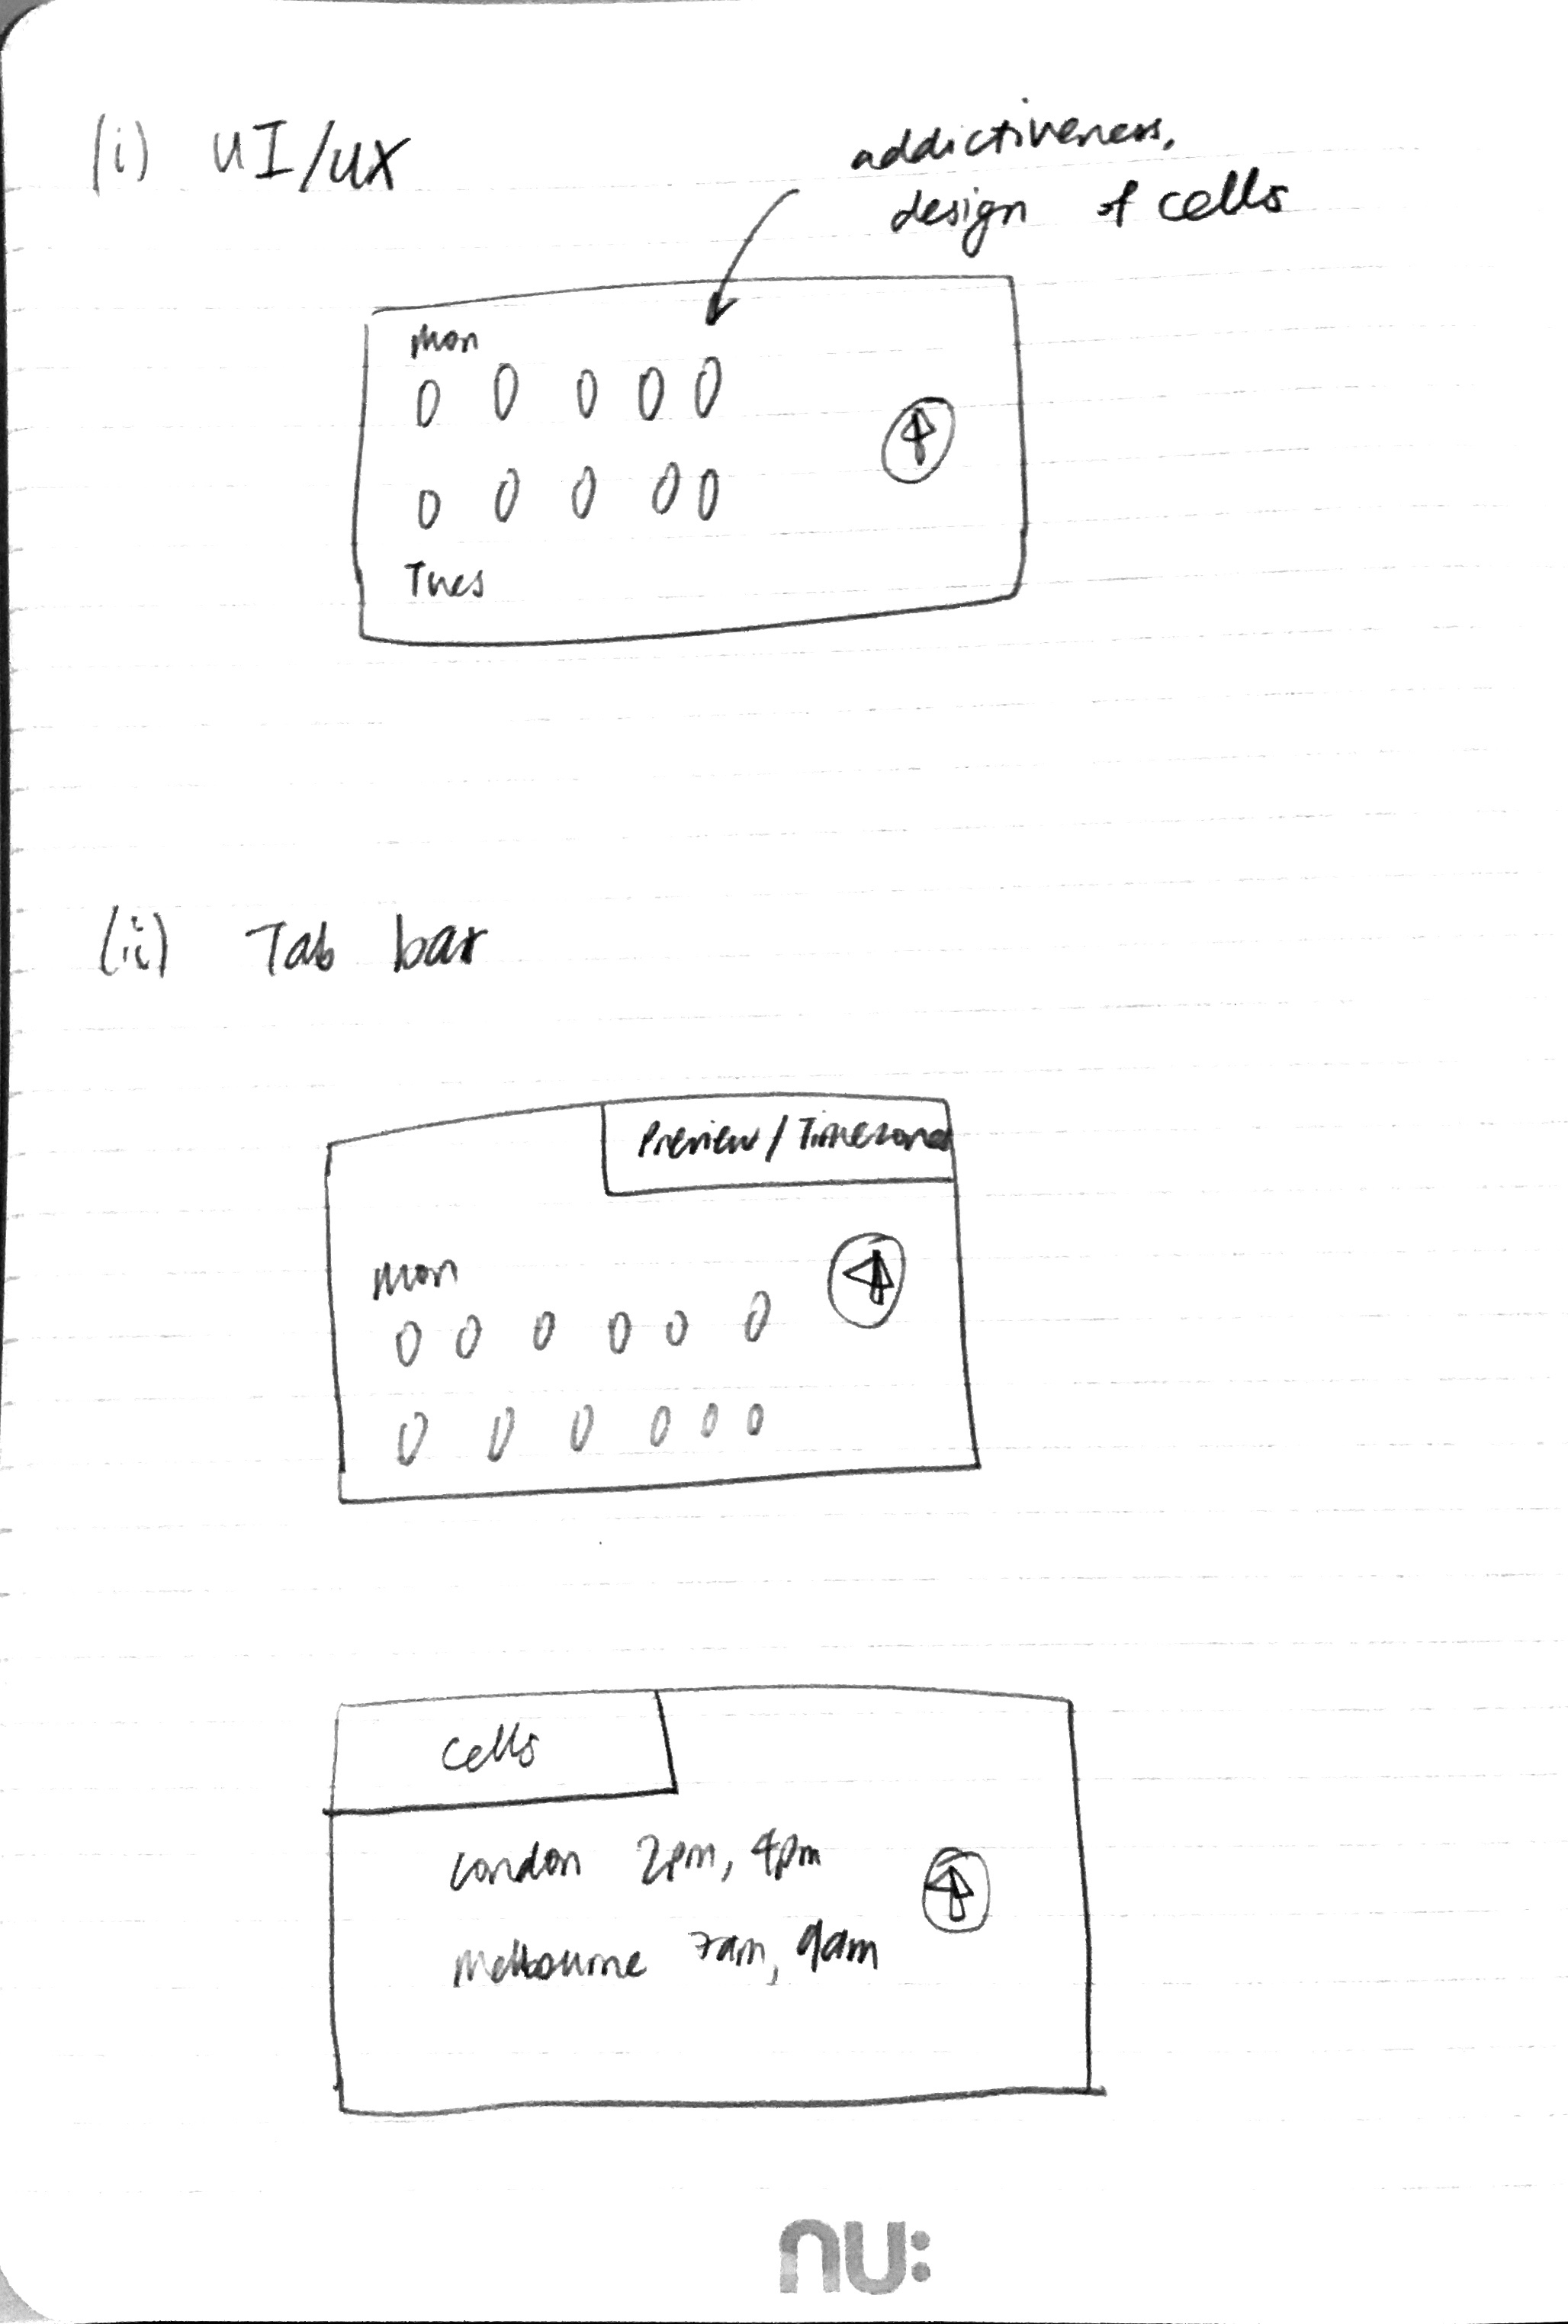 (i) UI/UX
addictiveness,
design of cells
Mon
0 0 0 0 0
0 0 0 0 0
Tues
(ii) Tab bar
Preview / Timezones
Mon
0 0 0 0 0 0
0 0 0 0 0 0
Cells
London 2pm, 4pm
Melbourne 7am, 9am
nu: